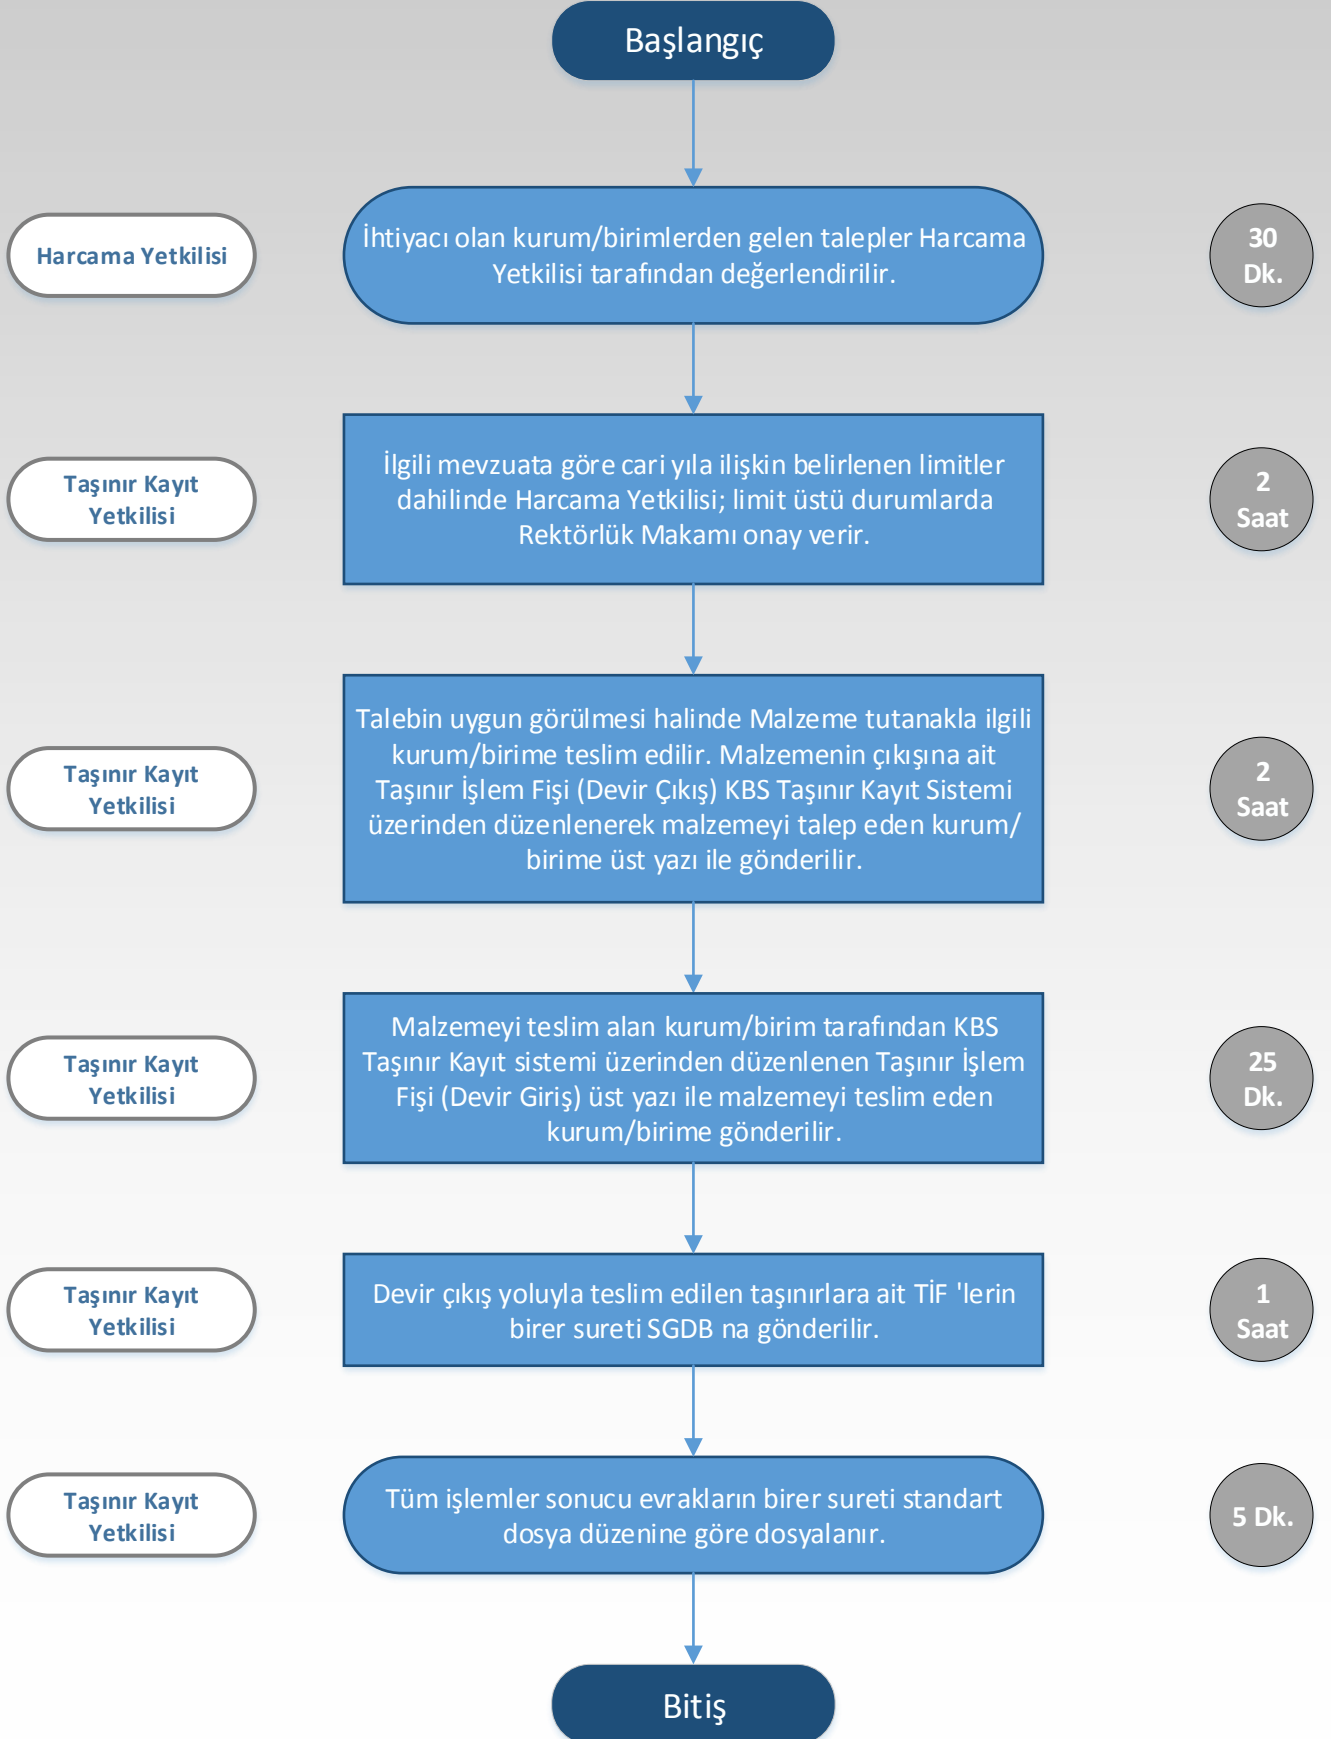 Başlangıç
Harcama Yetkilisi
İhtiyacı olan kurum/birimlerden gelen talepler Harcama
Yetkilisi tarafından değerlendirilir.
30
Dk.
Taşınır Kayıt
Yetkilisi
İlgili mevzuata göre cari yıla ilişkin belirlenen limitler
dahilinde Harcama Yetkilisi; limit üstü durumlarda
Rektörlük Makamı onay verir.
2
Saat
Taşınır Kayıt
Yetkilisi
Talebin uygun görülmesi halinde Malzeme tutanakla ilgili
kurum/birime teslim edilir. Malzemenin çıkışına ait
Taşınır İşlem Fişi (Devir Çıkış) KBS Taşınır Kayıt Sistemi
üzerinden düzenlenerek malzemeyi talep eden kurum/
birime üst yazı ile gönderilir.
2
Saat
Taşınır Kayıt
Yetkilisi
Malzemeyi teslim alan kurum/birim tarafından KBS
Taşınır Kayıt sistemi üzerinden düzenlenen Taşınır İşlem
Fişi (Devir Giriş) üst yazı ile malzemeyi teslim eden
kurum/birime gönderilir.
25
Dk.
Taşınır Kayıt
Yetkilisi
Devir çıkış yoluyla teslim edilen taşınırlara ait TİF 'lerin
birer sureti SGDB na gönderilir.
1
Saat
Taşınır Kayıt
Yetkilisi
Tüm işlemler sonucu evrakların birer sureti standart
dosya düzenine göre dosyalanır.
5 Dk.
Bitiş